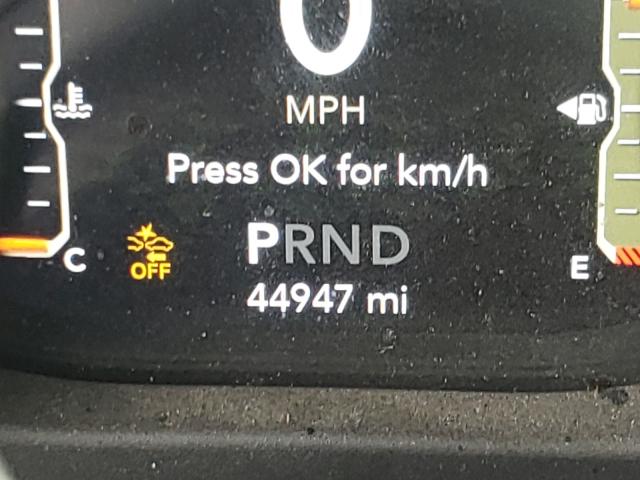 0
MPH
Press OK for km/h
C OFF PRND E
44947 mi